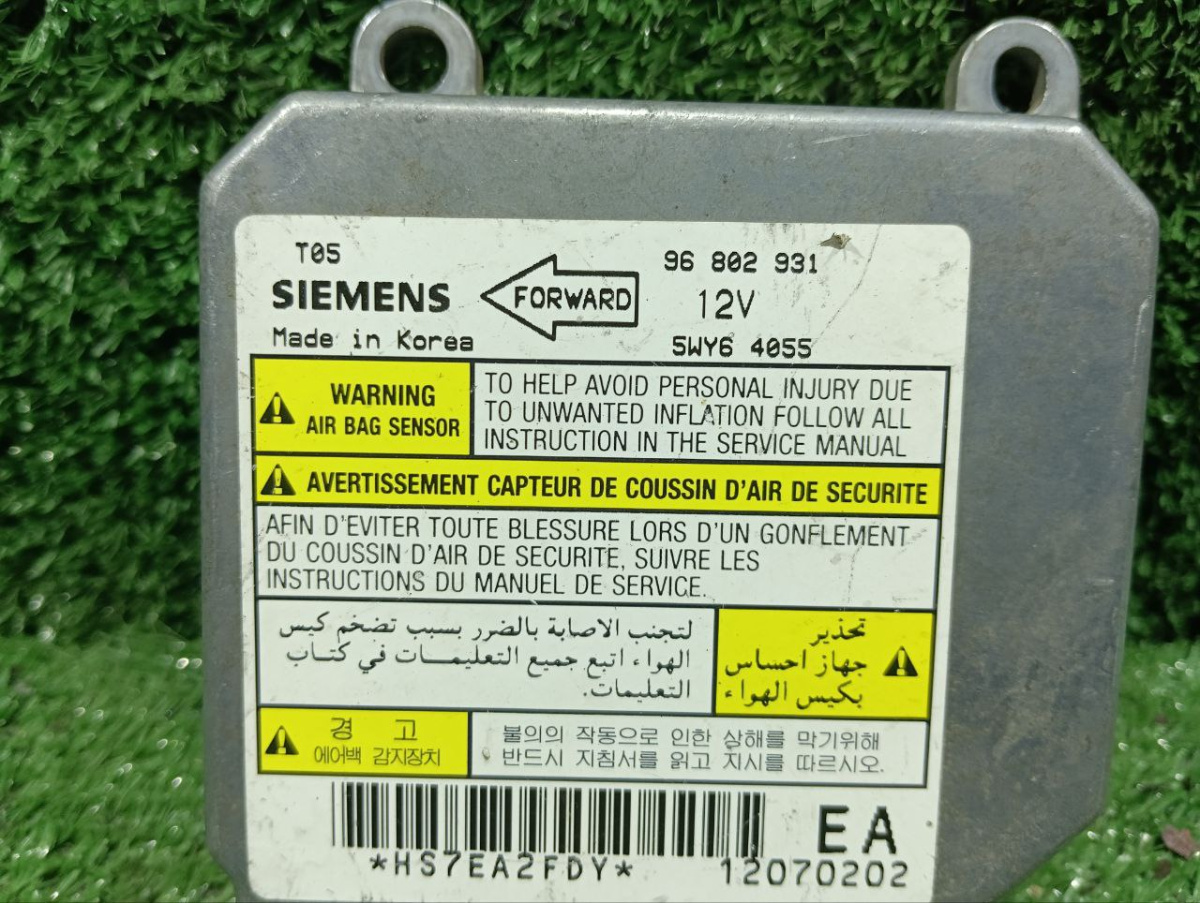 T05
96 802 931
SIEMENS
FORWARD
12V
Made in Korea
5WY6 4055
WARNING
AIR BAG SENSOR
TO HELP AVOID PERSONAL INJURY DUE
TO UNWANTED INFLATION FOLLOW ALL
INSTRUCTION IN THE SERVICE MANUAL
AVERTISSEMENT CAPTEUR DE COUSSIN D'AIR DE SECURITE
AFIN D'EVITER TOUTE BLESSURE LORS D'UN GONFLEMENT
DU COUSSIN D'AIR DE SECURITE, SUIVRE LES
INSTRUCTIONS DU MANUEL DE SERVICE.
تحذير
جهاز احساس
بكيس الهواء
لتجنب الاصابة بالضرر بسبب تضخم كيس
الهواء اتبع جميع التعليمــات في كتاب
التعليمات.
경 고
에어백 감지장치
불의의 작동으로 인한 상해를 막기위해
반드시 지침서를 읽고 지시를 따르시오.
EA
*HS7EA2FDY*
12070202